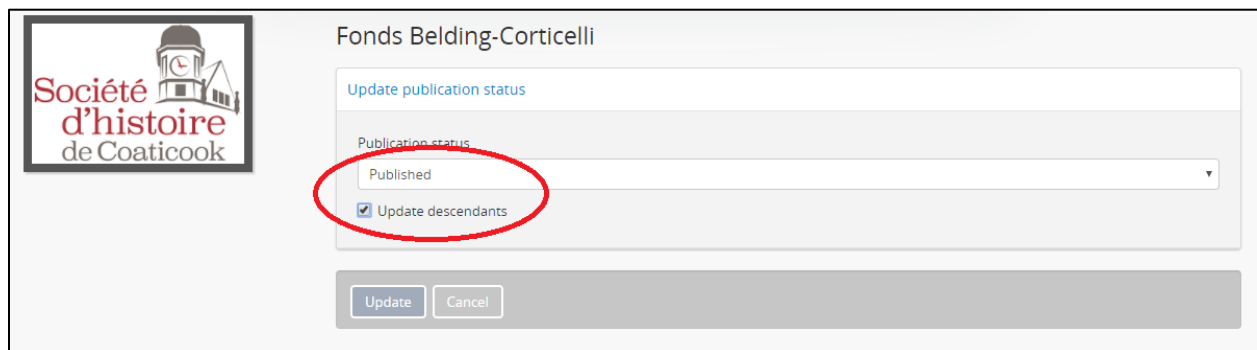 Société
d'histoire
de Coaticook
Fonds Belding-Corticelli
Update publication status
Publication status
Published
Update descendants
Update Cancel